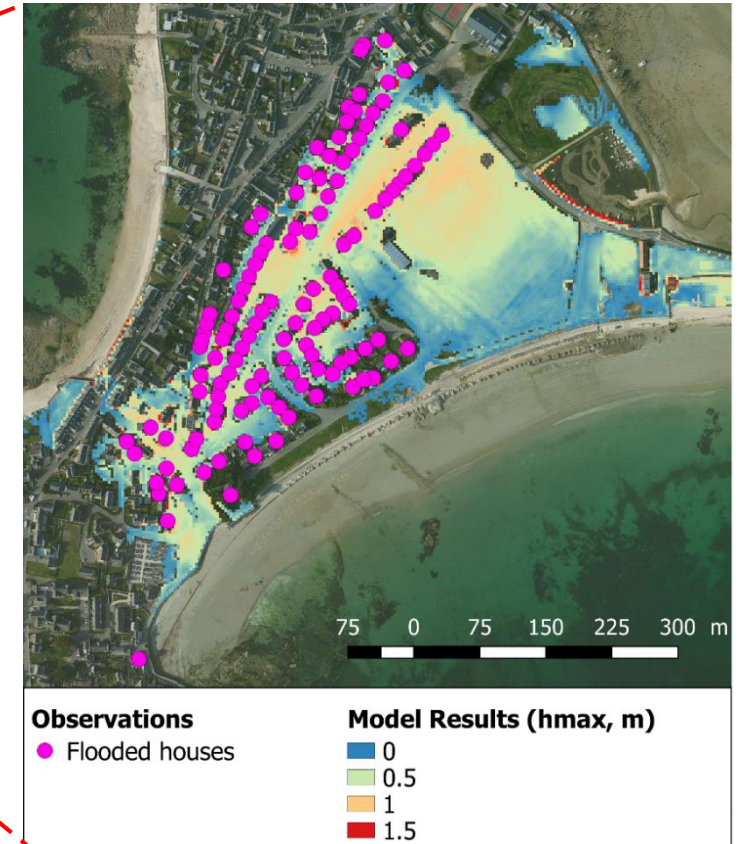 75 0 75 150 225 300 m
Observations
Flooded houses
Model Results (hmax, m)
0
0.5
1
1.5